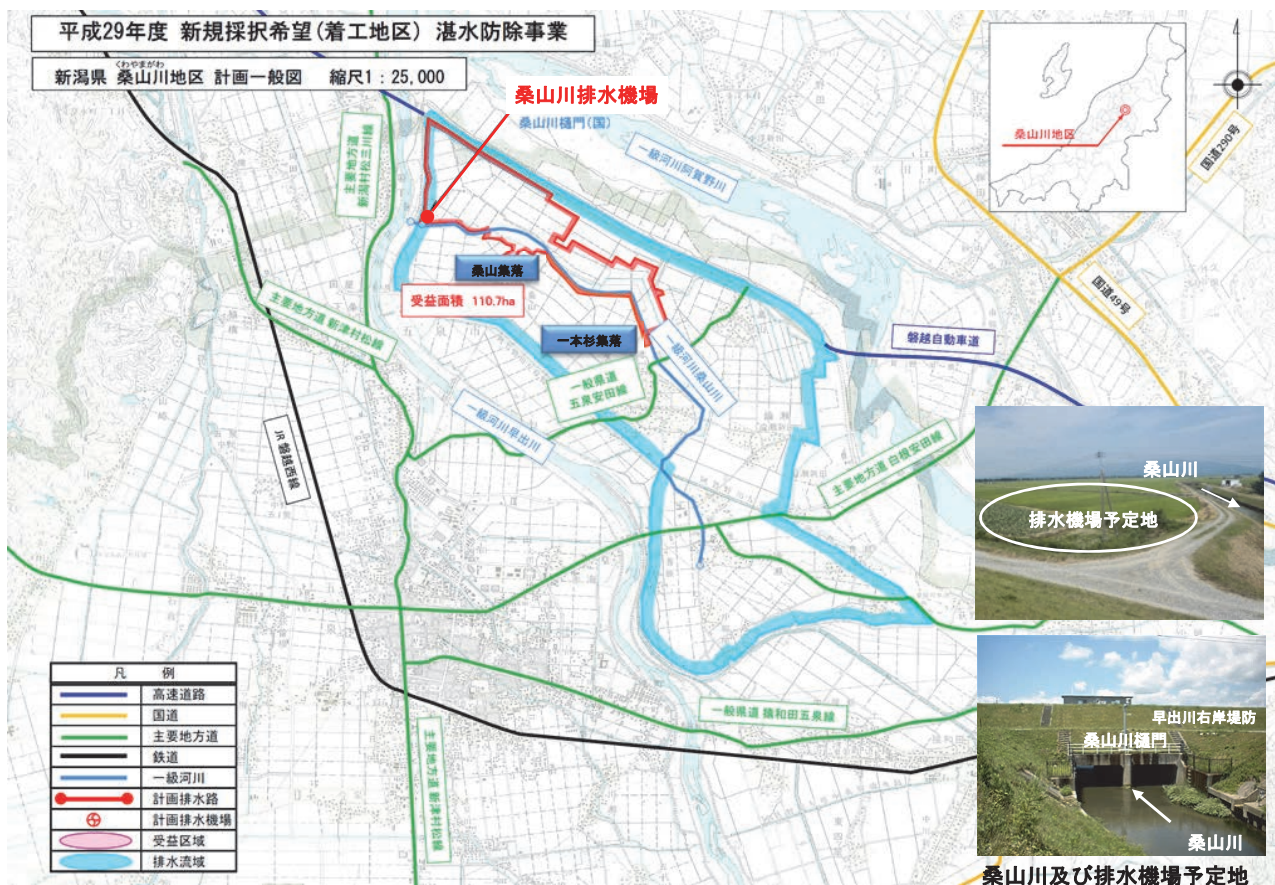 平成29年度 新規採択希望(着工地区) 湛水防除事業
くわやまがわ
新潟県 桑山川地区 計画一般図 縮尺1：25,000
桑山川排水機場
桑山川樋門(国)
一級河川阿賀野川
主要地方道
新潟村松三川線
桑山川地区
国道290号
国道49号
桑山集落
受益面積 110.7ha
一本杉集落
主要地方道 新津村松線
一般県道
五泉安田線
一級河川桑山川
磐越自動車道
一級河川早出川
JR 磐越西線
主要地方道 白根安田線
桑山川
排水機場予定地
一般県道 猿和田五泉線
主要地方道 新津村松線
早出川右岸堤防
桑山川樋門
桑山川
桑山川及び排水機場予定地
凡 例
高速道路
国道
主要地方道
鉄道
一級河川
計画排水路
計画排水機場
受益区域
排水流域